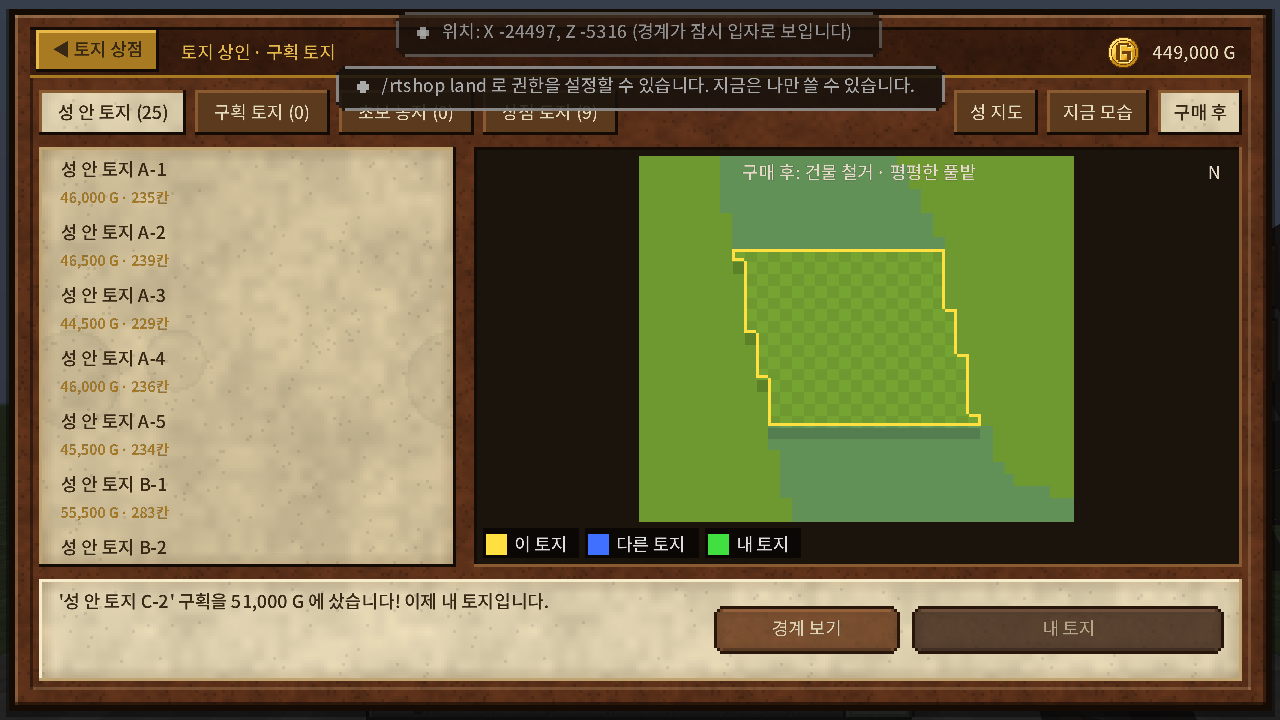 위치: X -24497, Z -5316 (경계가 잠시 입자로 보입니다)
◀ 토지 상점
토지 상인 · 구획 토지
449,000 G
/rtshop land 로 권한을 설정할 수 있습니다. 지금은 나만 쓸 수 있습니다.
성 안 토지 (25)
구획 토지 (0)
초보 농지 (0)
상점 토지 (9)
성 지도
지금 모습
구매 후
성 안 토지 A-1
46,000 G · 235칸
성 안 토지 A-2
46,500 G · 239칸
성 안 토지 A-3
44,500 G · 229칸
성 안 토지 A-4
46,000 G · 236칸
성 안 토지 A-5
45,500 G · 234칸
성 안 토지 B-1
55,500 G · 283칸
성 안 토지 B-2
구매 후: 건물 철거 · 평평한 풀밭
N
이 토지
다른 토지
내 토지
'성 안 토지 C-2' 구획을 51,000 G 에 샀습니다! 이제 내 토지입니다.
경계 보기
내 토지